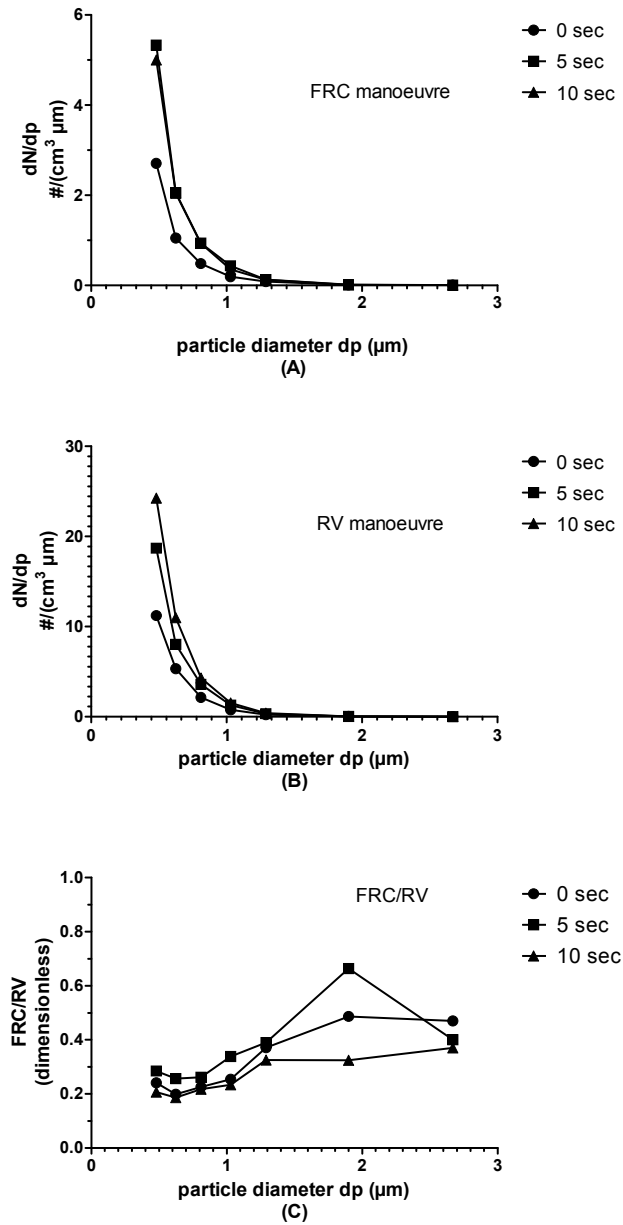 6
4
2
0
0
1
2
3
dN/dp
#/(cm³ µm)
FRC manoeuvre
0 sec
5 sec
10 sec
particle diameter dp (µm)
(A)
30
20
10
0
0
1
2
3
dN/dp
#/(cm³ µm)
RV manoeuvre
0 sec
5 sec
10 sec
particle diameter dp (µm)
(B)
1.0
0.8
0.6
0.4
0.2
0.0
0
1
2
3
FRC/RV
(dimensionless)
FRC/RV
0 sec
5 sec
10 sec
particle diameter dp (µm)
(C)